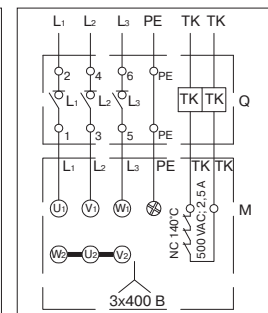 L1 L2 L3 PE TK TK
2 4 6 PE
L1 L2 L3 TK TK Q
1 3 5 PE
L1 L2 L3 PE TK TK
U1 V1 W1 M
NC 140°C
500 VAC; 2,5 A
W2 U2 V2
3x400 В